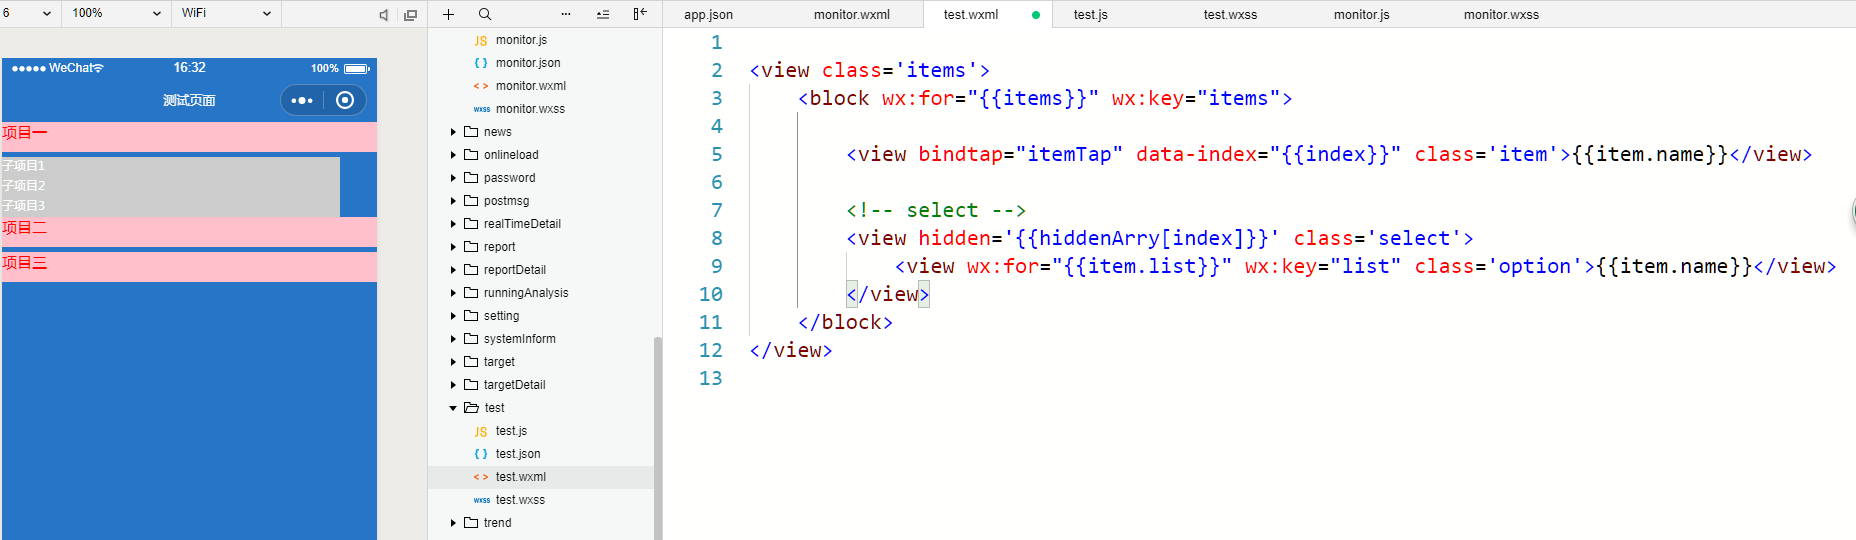 6
100%
WiFi
WeChat
16:32
100%
测试页面
项目一
子项目1
子项目2
子项目3
项目二
项目三
monitor.js
monitor.json
monitor.wxml
monitor.wxss
news
onlineload
password
postmsg
realTimeDetail
report
reportDetail
runningAnalysis
setting
systemInform
target
targetDetail
test
test.js
test.json
test.wxml
test.wxss
trend
app.json
monitor.wxml
test.wxml
test.js
test.wxss
monitor.js
monitor.wxss
1
2 <view class='items'>
3 <block wx:for="{{items}}" wx:key="items">
4
5 <view bindtap="itemTap" data-index="{{index}}" class='item'>{{item.name}}</view>
6
7 <!-- select -->
8 <view hidden='{{hiddenArry[index]}}' class='select'>
9 <view wx:for="{{item.list}}" wx:key="list" class='option'>{{item.name}}</view>
10 </view>
11 </block>
12 </view>
13